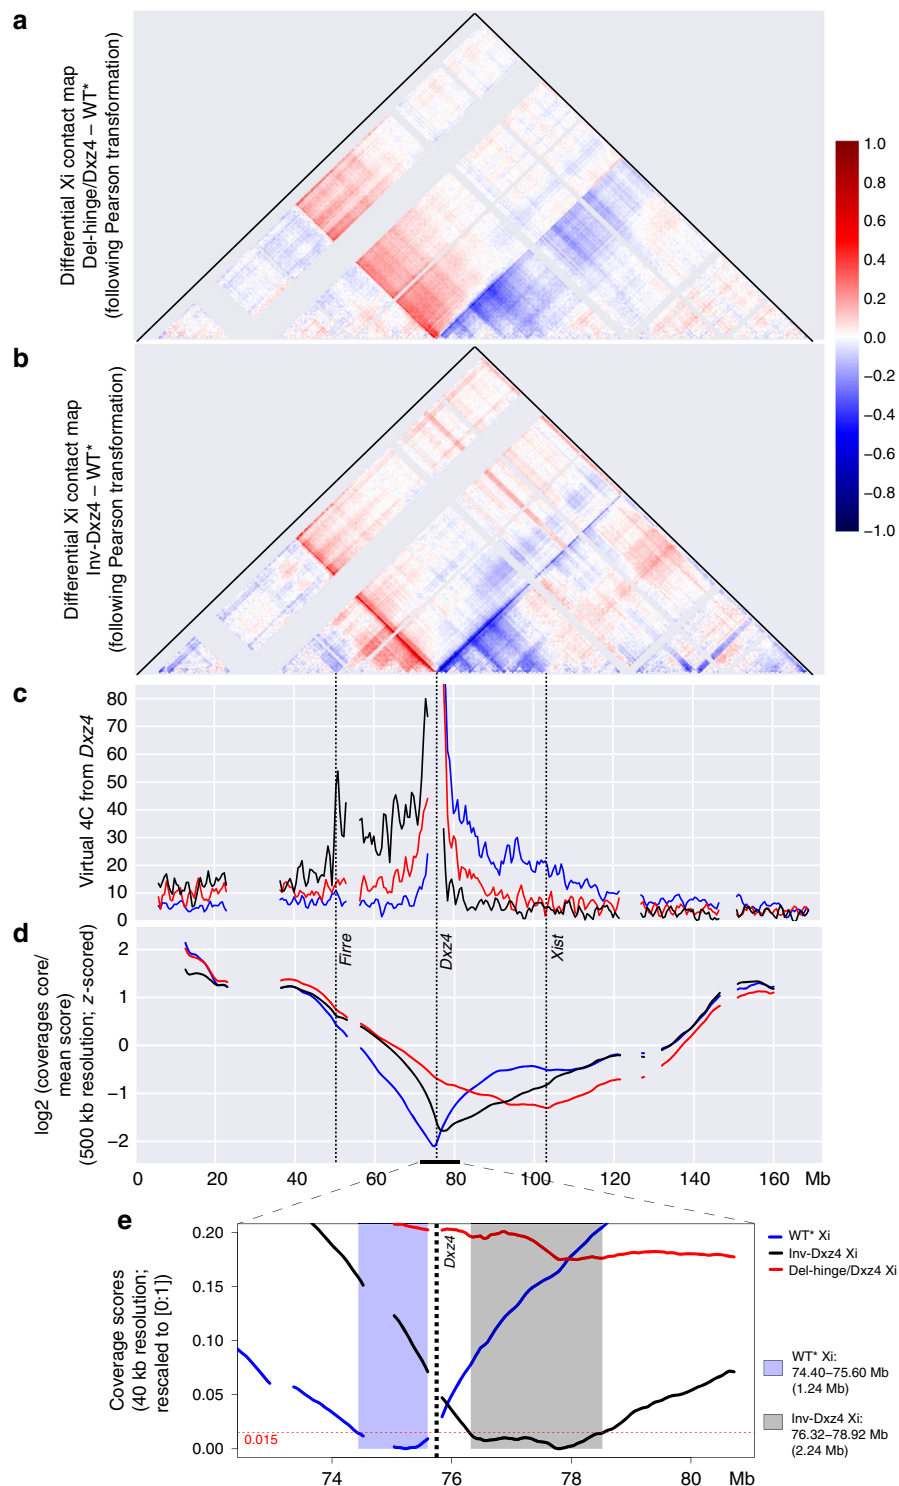 a
Differential Xi contact map
Del-hinge/Dxz4 – WT*
(following Pearson transformation)
1.0
0.8
0.6
0.4
0.2
0.0
−0.2
−0.4
−0.6
−0.8
−1.0
b
Differential Xi contact map
Inv-Dxz4 – WT*
(following Pearson transformation)
c
Virtual 4C from Dxz4
80
70
60
50
40
30
20
10
0
d
log2 (coverages score/
mean score)
(500 kb resolution; z-scored)
2
1
0
−1
−2
Firre
Dxz4
Xist
0 20 40 60 80 100 120 140 160 Mb
e
Coverage scores
(40 kb resolution;
rescaled to [0:1])
0.20
0.15
0.10
0.05
0.00
0.015
Dxz4
74 76 78 80 Mb
WT* Xi
Inv-Dxz4 Xi
Del-hinge/Dxz4 Xi
WT* Xi:
74.40–75.60 Mb
(1.24 Mb)
Inv-Dxz4 Xi:
76.32–78.92 Mb
(2.24 Mb)